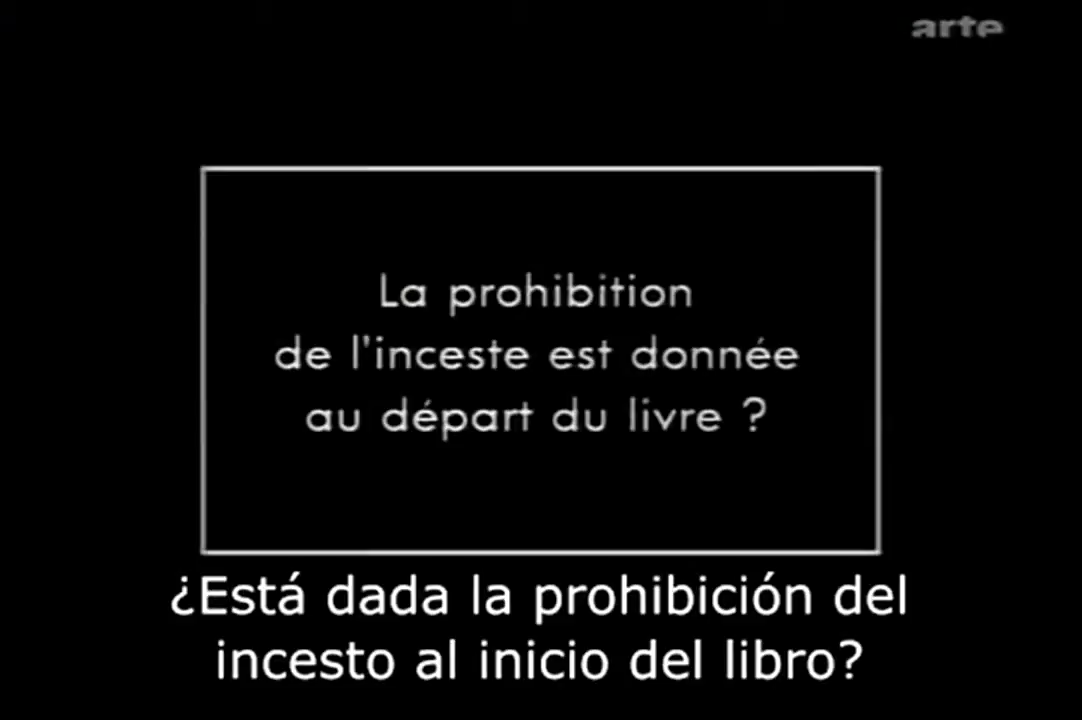 arte
La prohibition
de l'inceste est donnée
au départ du livre ?
¿Está dada la prohibición del
incesto al inicio del libro?